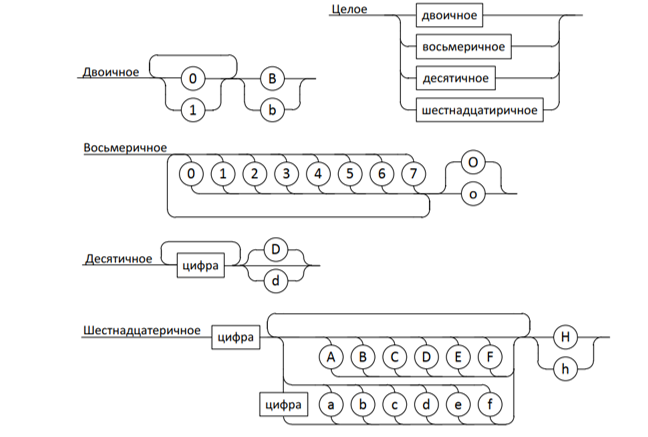 Целое
двоичное
восьмеричное
десятичное
шестнадцатиричное
Двоичное
0 B
1 b
Восьмеричное
0 1 2 3 4 5 6 7
O
o
Десятичное
цифра
D
d
Шестнадцатеричное
цифра
A B C D E F
H
h
цифра a b c d e f